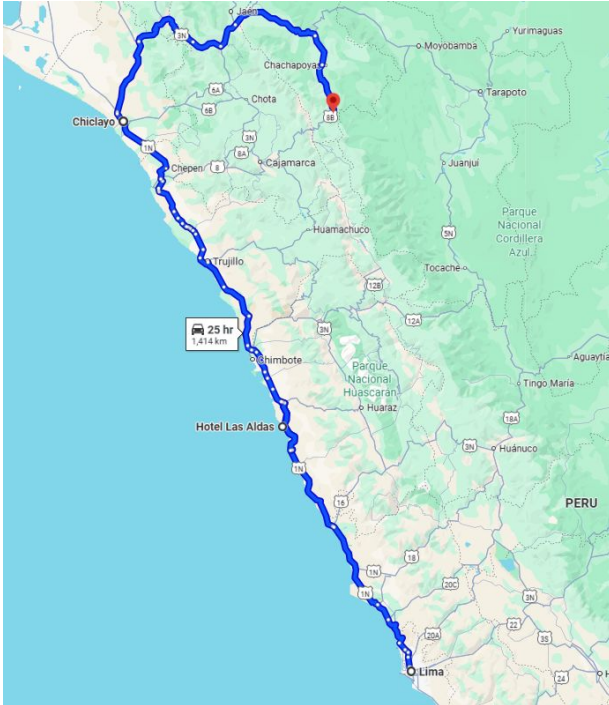 Jaén
Yurimaguas
3N
Moyobamba
Chachapoyas
Tarapoto
6A
Chota
6B
8B
Chiclayo
3N
1N
8A
Cajamarca
Juanjuí
Chepen
8
Parque
Nacional
Cordillera
Azul
Huamachuco
5N
Trujillo
Tocache
12B
12A
25 hr
1,414 km
3N
Chimbote
Aguaytía
Parque
Nacional
Huascaran
Tingo María
Huaraz
18A
Hotel Las Aldas
3N
Huánuco
1N
16
PERU
18
1N
20C
1N
3N
22
20A
3S
Lima
24
H